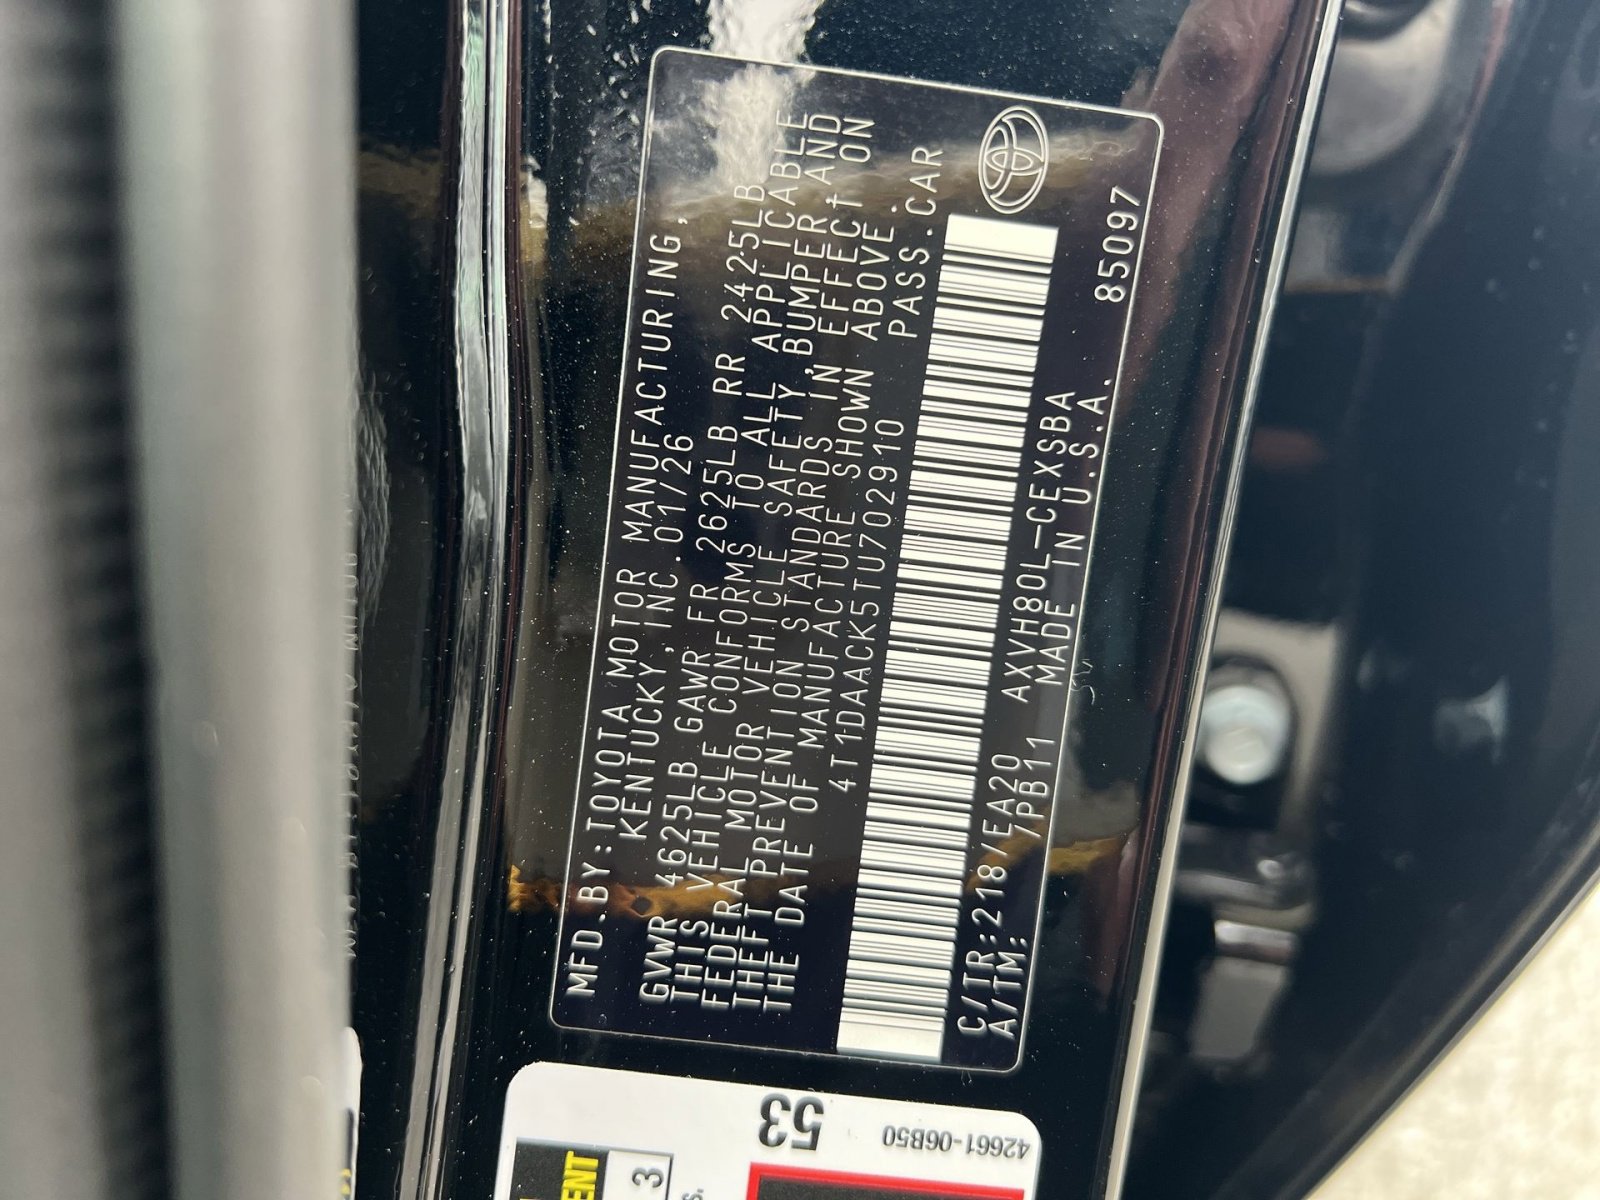 MFD.BY:TOYOTA MOTOR MANUFACTURING,
KENTUCKY, INC.01/26
GVWR 4625LB GAWR FR 2625LB RR 2425LB
THIS VEHICLE CONFORMS TO ALL APPLICABLE
FEDERAL MOTOR VEHICLE SAFETY,BUMPER,AND
THEFT PREVENTION STANDARDS IN EFFECT ON
THE DATE OF MANUFACTURE SHOWN ABOVE.
4T1DAACK5TU702910 PASS.CAR
C/TR:218/EA20 AXVH80L-CEXSBA
A/TM: 7PB11 MADE IN U.S.A. 85097
53
42661-06B50
3